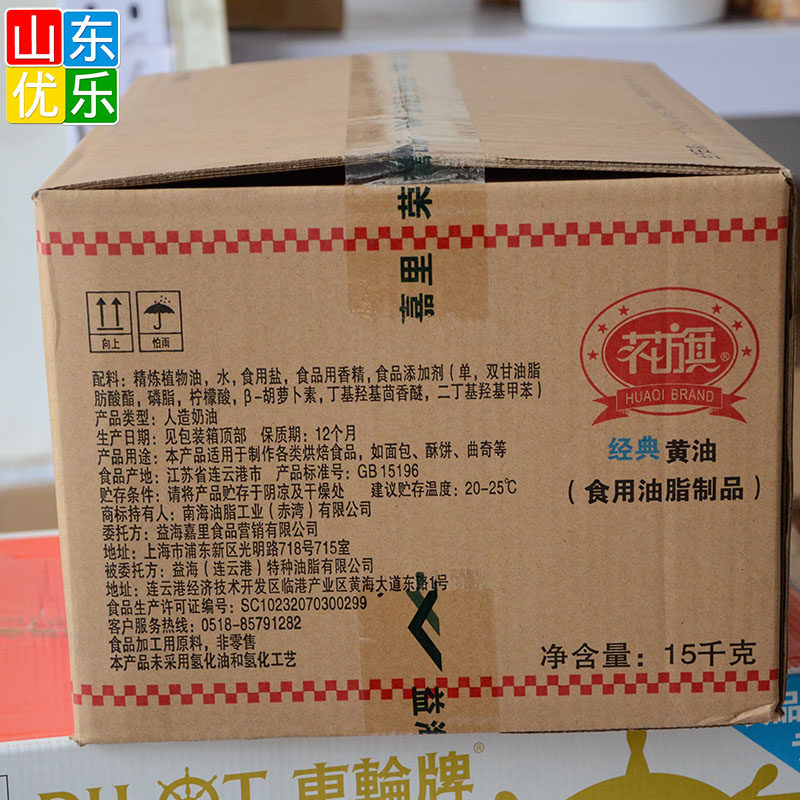 山东
优乐
荣
嘉里
花旗®
HUAQI BRAND
经典 黄油
(食用油脂制品)
向上
怕雨
配料：精炼植物油，水，食用盐，食品用香精，食品添加剂（单，双甘油脂
肪酸酯，磷脂，柠檬酸，β-胡萝卜素，丁基羟基茴香醚，二丁基羟基甲苯）
产品类型：人造奶油
生产日期：见包装箱顶部 保质期：12个月
产品用途：本产品适用于制作各类烘焙食品，如面包、酥饼、曲奇等
食品产地：江苏省连云港市 产品标准号：GB 15196
贮存条件：请将产品贮存于阴凉及干燥处 建议贮存温度：20-25℃
商标持有人：南海油脂工业（赤湾）有限公司
委托方：益海嘉里食品营销有限公司
地址：上海市浦东新区光明路718号715室
被委托方：益海（连云港）特种油脂有限公司
地址：连云港经济技术开发区临港产业区黄海大道东路1号
食品生产许可证编号：SC10232070300299
客户服务热线：0518-85791282
食品加工用原料，非零售
本产品未采用氢化油和氢化工艺
净含量：15千克
益
PILOT 車輪牌®